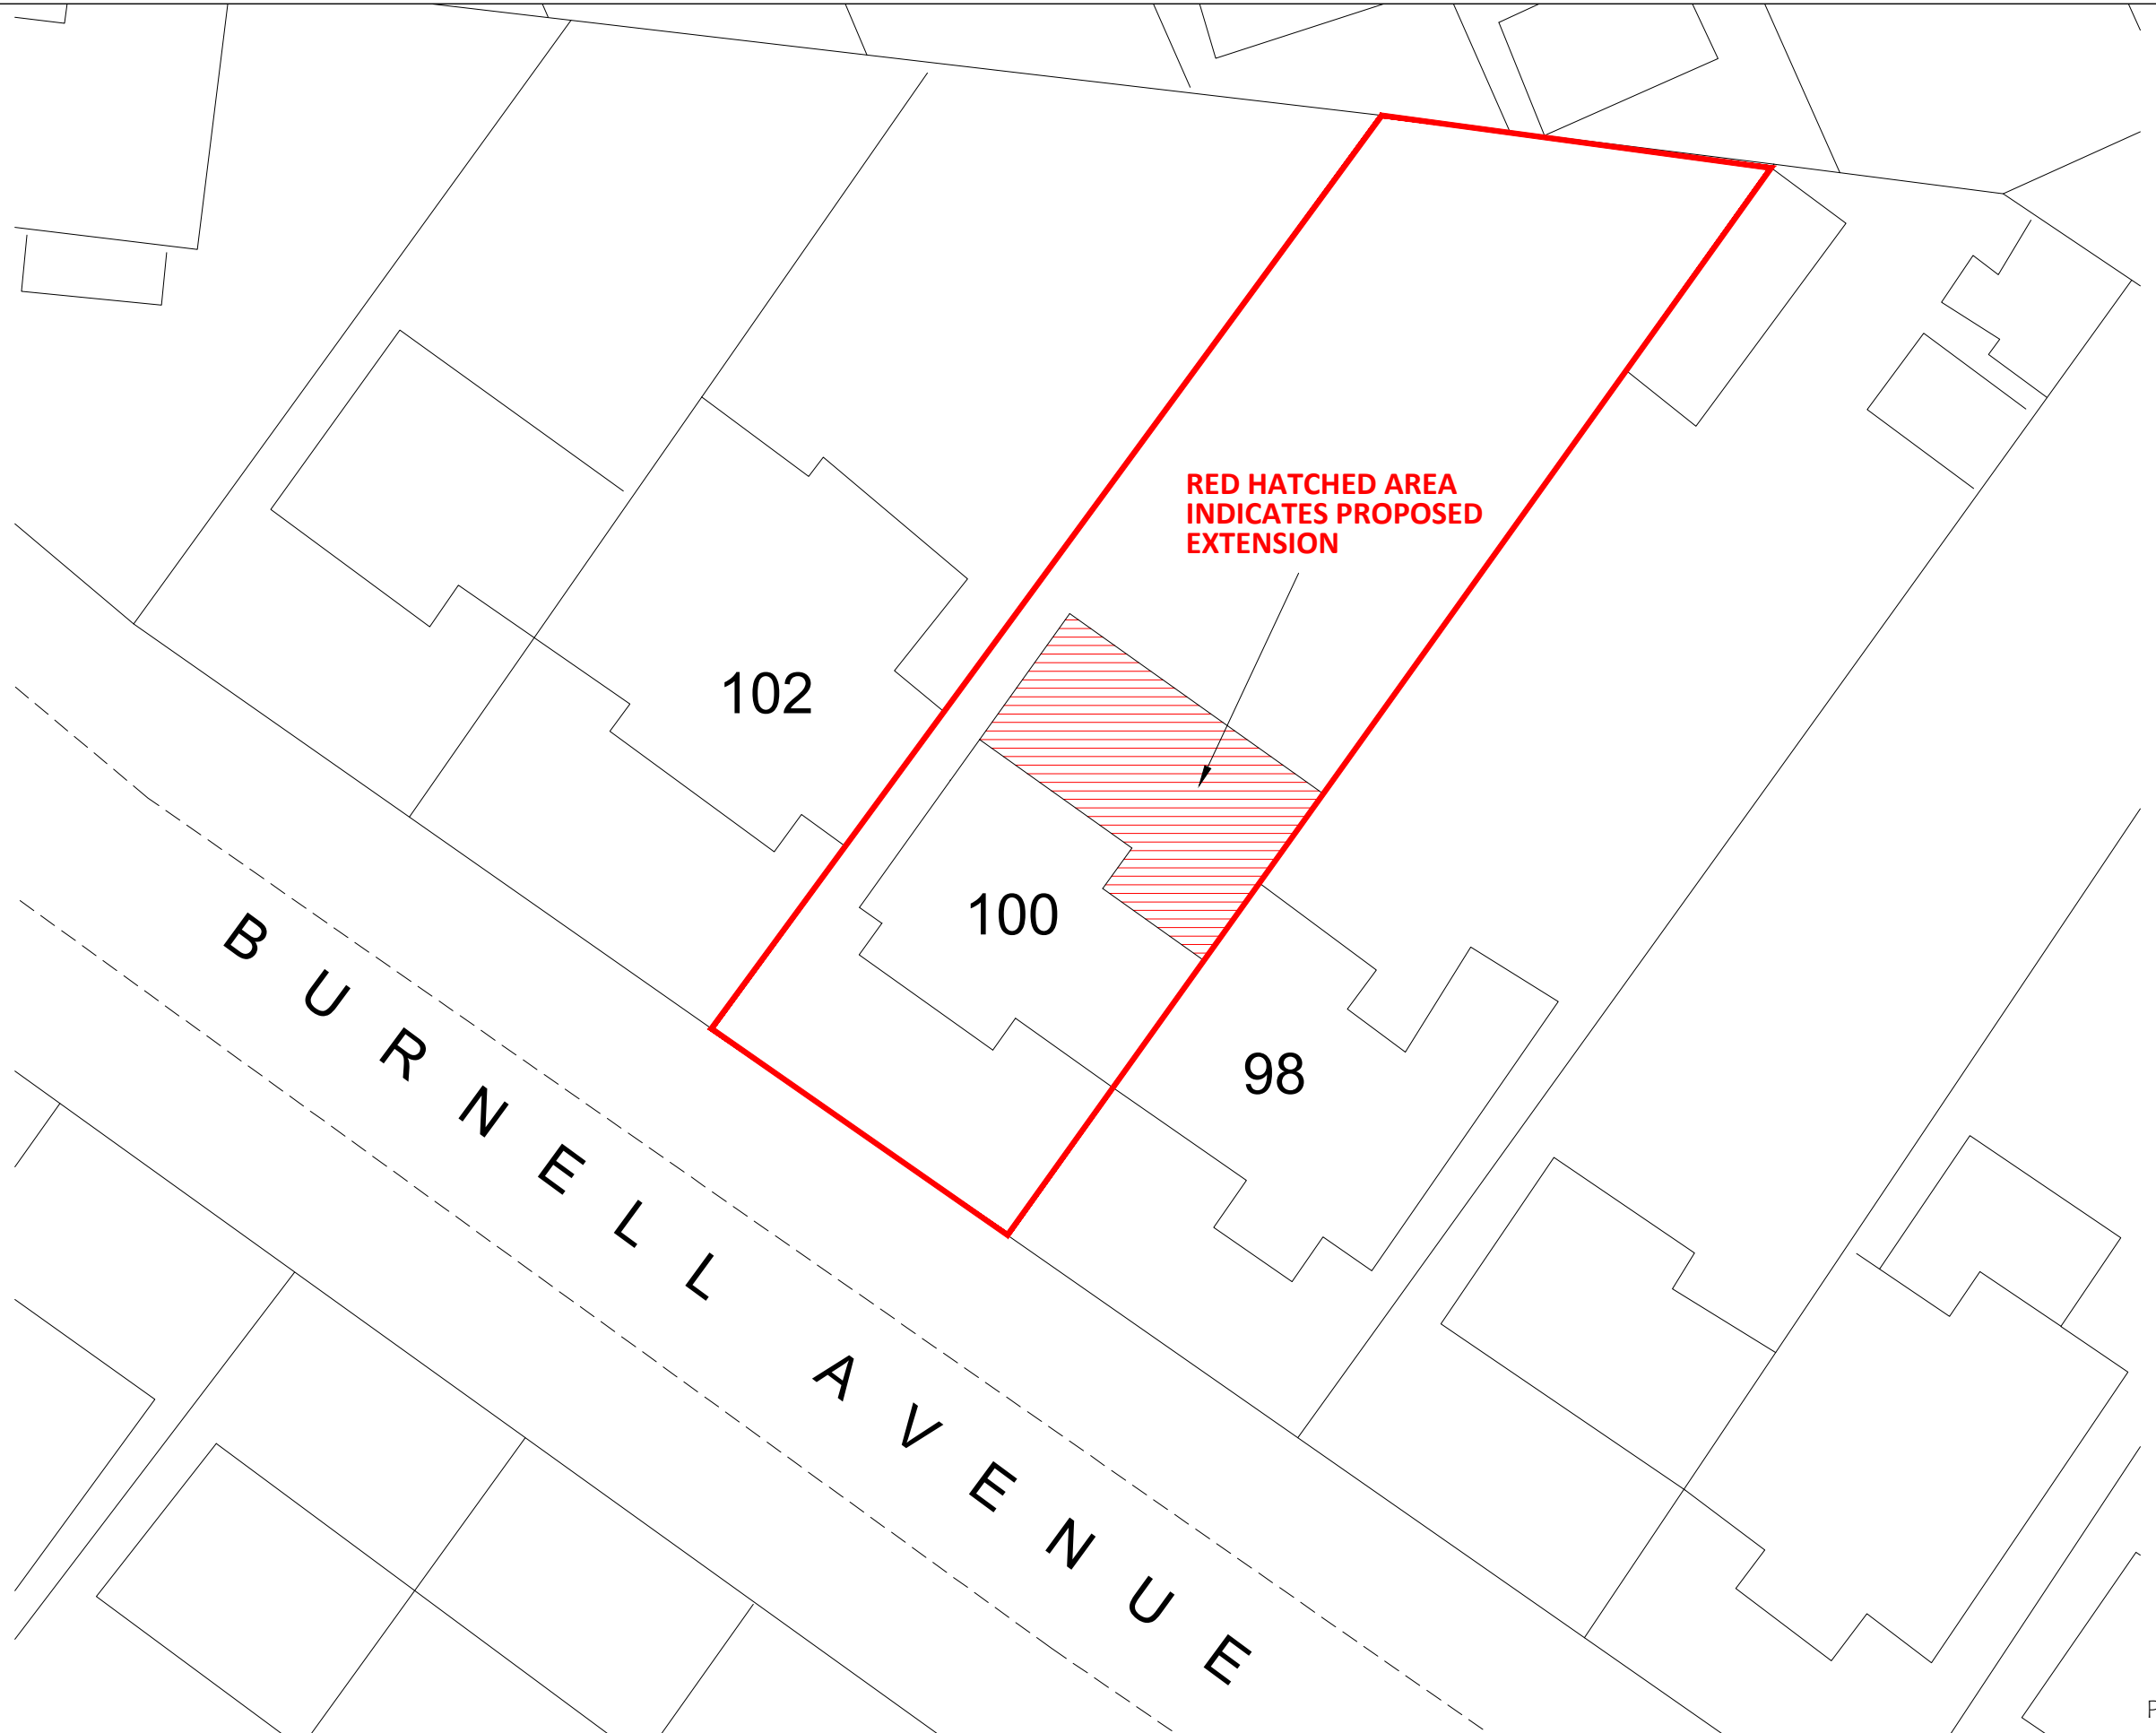 RED HATCHED AREA
INDICATES PROPOSED
EXTENSION
102
100
98
BURNELL AVENUE